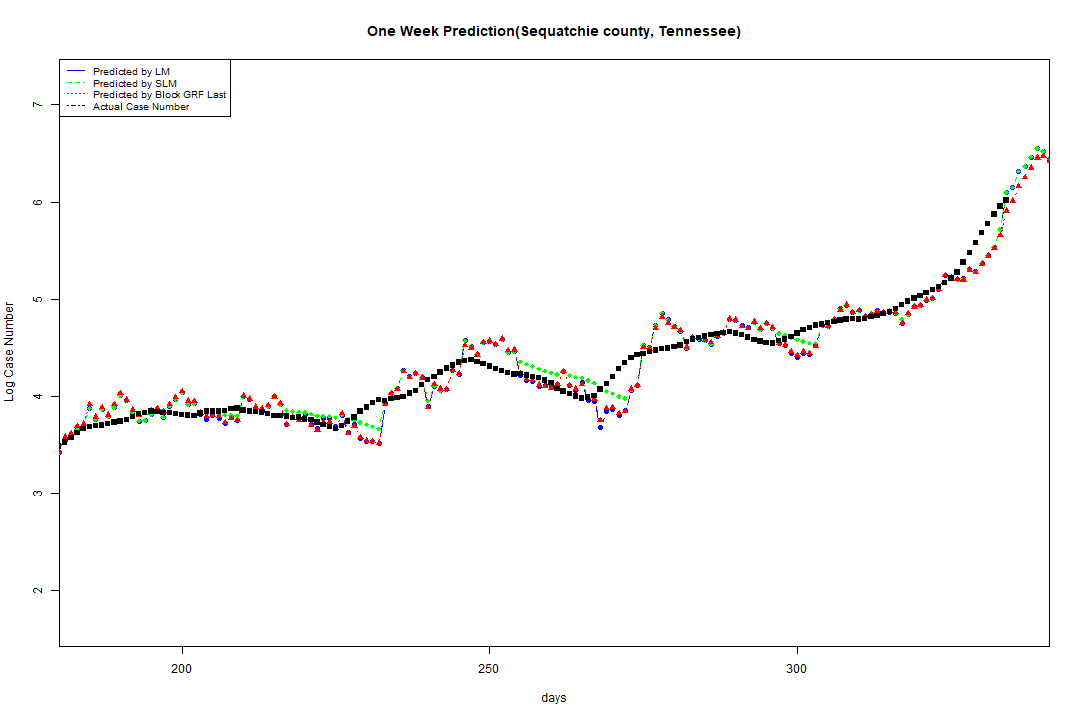 One Week Prediction(Sequatchie county, Tennessee)
Predicted by LM
Predicted by SLM
Predicted by Block GRF Last
Actual Case Number
7
6
5
4
3
2
Log Case Number
200
250
300
days